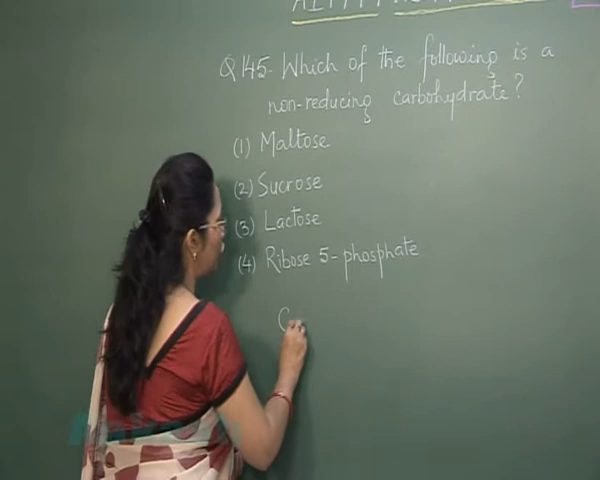 Q 145. Which of the following is a
non-reducing carbohydrate?
(1) Maltose
(2) Sucrose
(3) Lactose
(4) Ribose 5-phosphate
C